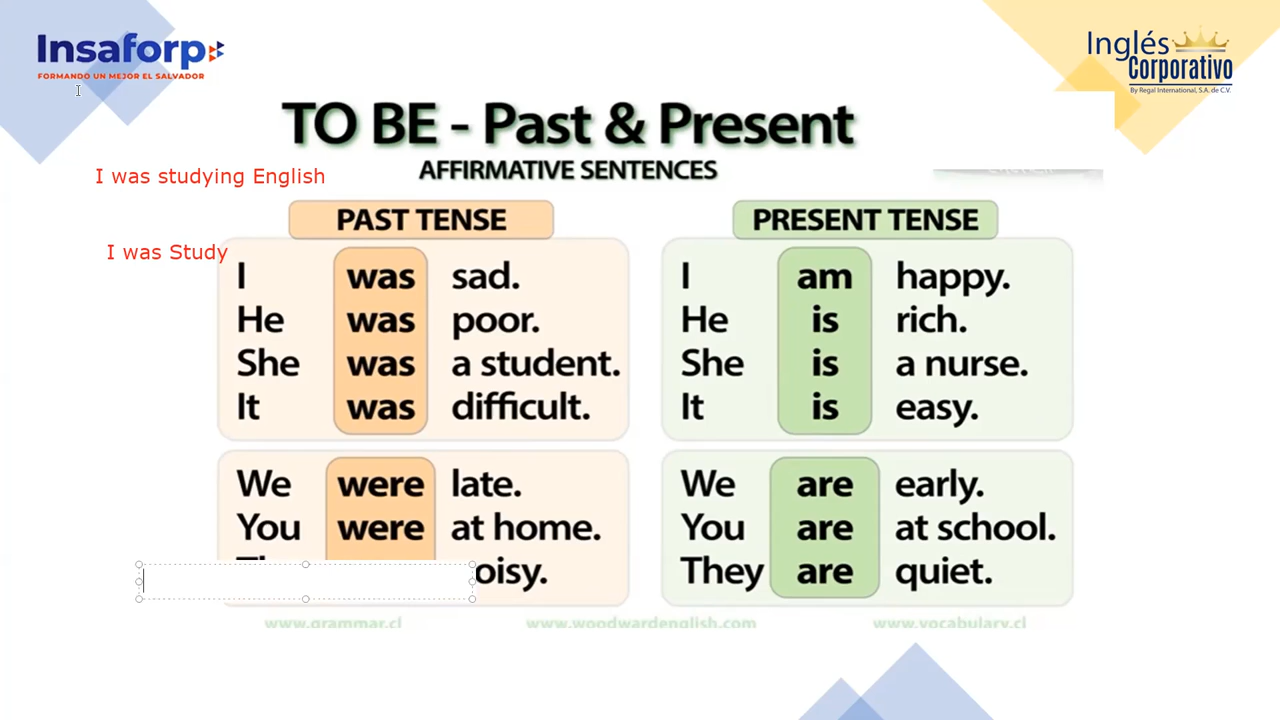 Insaforp
FORMANDO UN MEJOR EL SALVADOR
Inglés
Corporativo
By Regal International, S.A. de C.V.
TO BE - Past & Present
AFFIRMATIVE SENTENCES
I was studying English
I was Study
PAST TENSE
I was sad.
He was poor.
She was a student.
It was difficult.
We were late.
You were at home.
oisy.
PRESENT TENSE
I am happy.
He is rich.
She is a nurse.
It is easy.
We are early.
You are at school.
They are quiet.
www.grammar.cl
www.woodwardenglish.com
www.vocabulary.cl